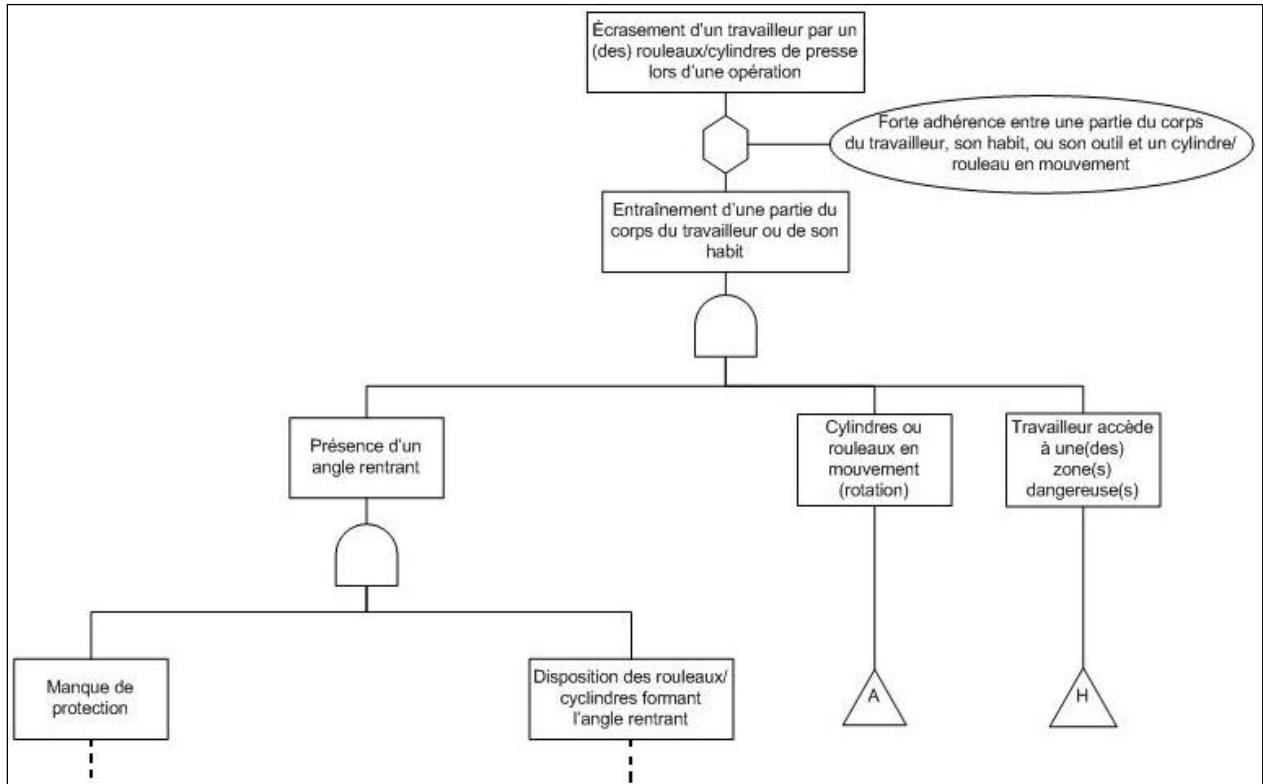 Écrasement d'un travailleur par un
(des) rouleaux/cylindres de presse
lors d'une opération
Forte adhérence entre une partie du corps
du travailleur, son habit, ou son outil et un cylindre/
rouleau en mouvement
Entraînement d'une partie du
corps du travailleur ou de son
habit
Présence d'un
angle rentrant
Cylindres ou
rouleaux en
mouvement
(rotation)
Travailleur accède
à une(des)
zone(s)
dangereuse(s)
Manque de
protection
Disposition des rouleaux/
cyclindres formant
l'angle rentrant
A
H